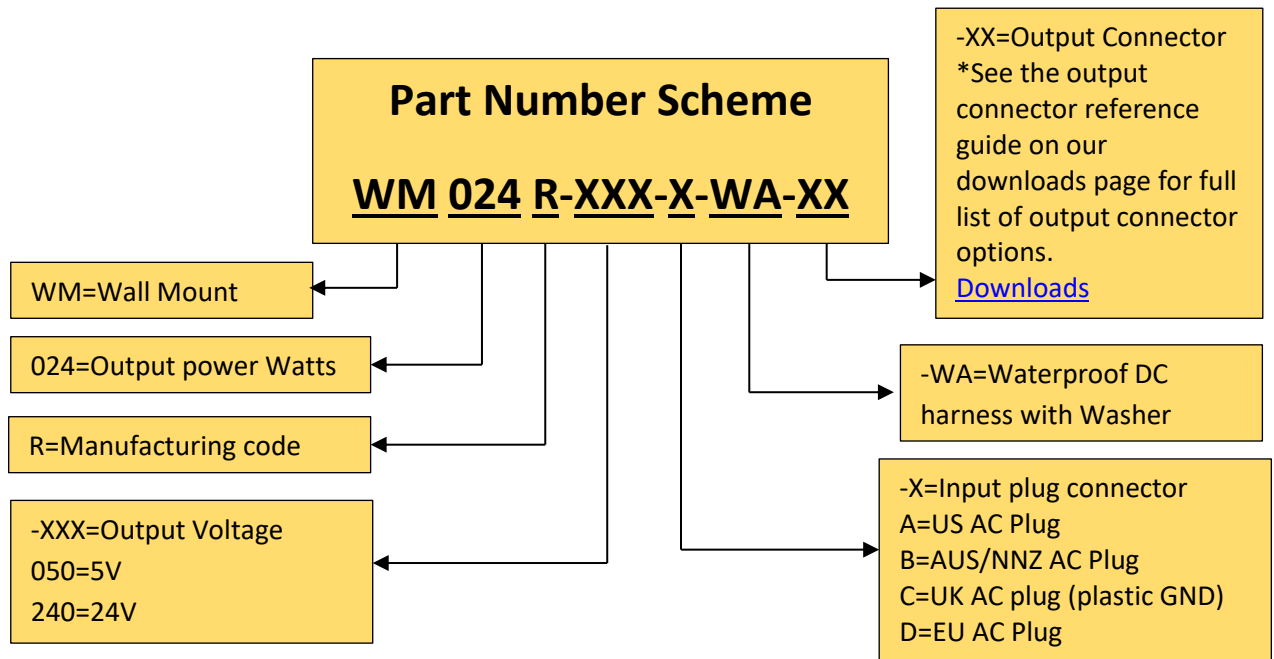 Part Number Scheme
WM 024 R-XXX-X-WA-XX
WM=Wall Mount
024=Output power Watts
R=Manufacturing code
-XXX=Output Voltage
050=5V
240=24V
-XX=Output Connector
*See the output
connector reference
guide on our
downloads page for full
list of output connector
options.
Downloads
-WA=Waterproof DC
harness with Washer
-X=Input plug connector
A=US AC Plug
B=AUS/NNZ AC Plug
C=UK AC plug (plastic GND)
D=EU AC Plug